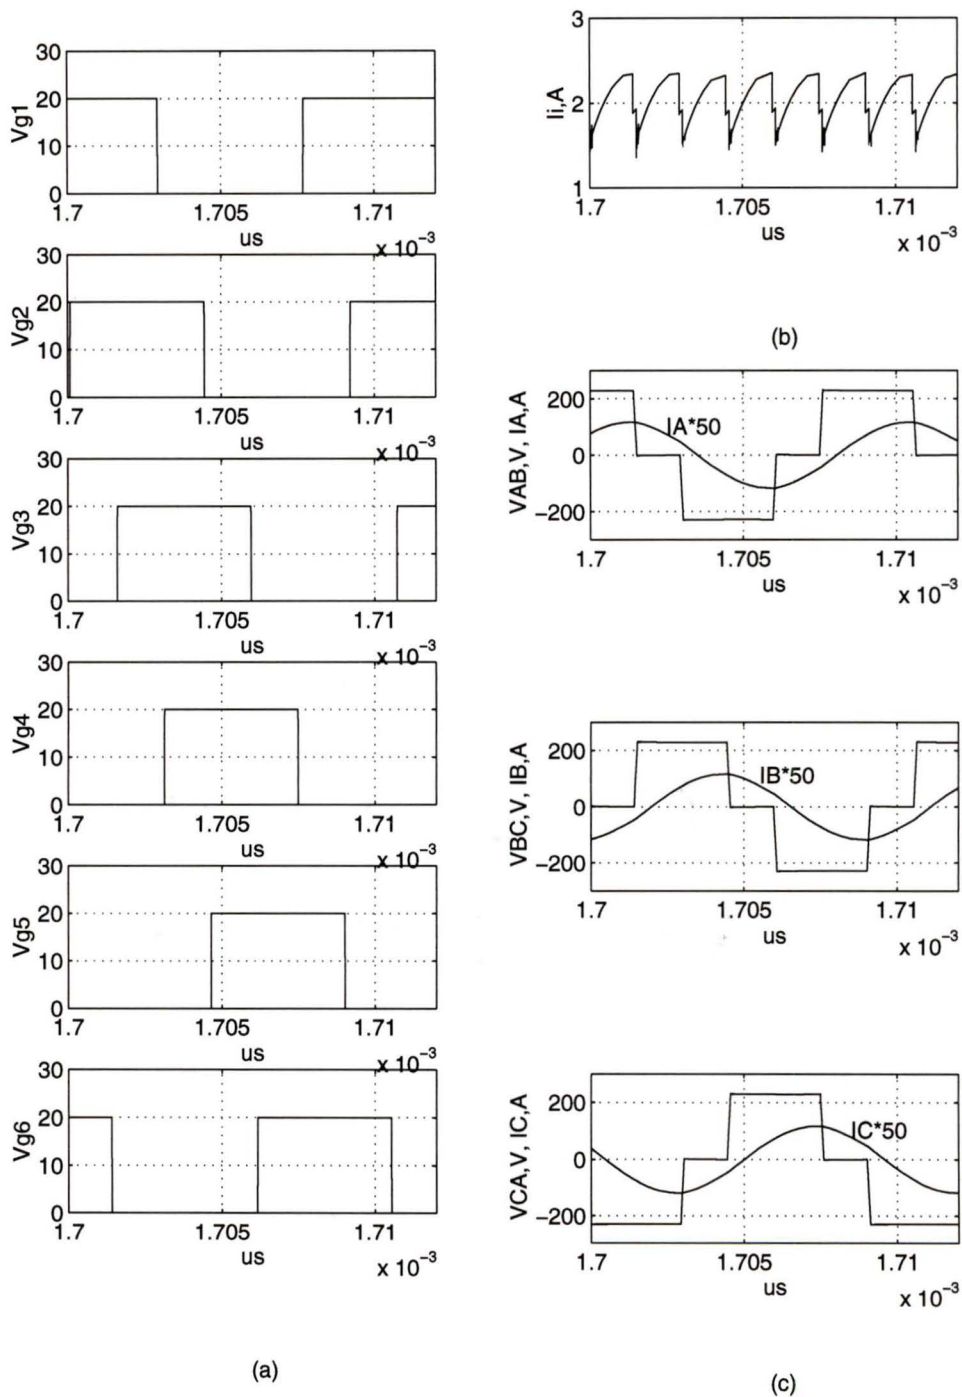 30
20
10
0
Vg1
1.7
1.705
1.71
us
x 10⁻³
30
20
10
0
Vg2
1.7
1.705
1.71
us
x 10⁻³
30
20
10
0
Vg3
1.7
1.705
1.71
us
x 10⁻³
30
20
10
0
Vg4
1.7
1.705
1.71
us
x 10⁻³
30
20
10
0
Vg5
1.7
1.705
1.71
us
x 10⁻³
30
20
10
0
Vg6
1.7
1.705
1.71
us
x 10⁻³
(a)
3
2
1
Ii,A
1.7
1.705
1.71
us
x 10⁻³
(b)
200
0
−200
VAB,V, IA,A
IA*50
1.7
1.705
1.71
us
x 10⁻³
200
0
−200
VBC,V, IB,A
IB*50
1.7
1.705
1.71
us
x 10⁻³
200
0
−200
VCA,V, IC,A
IC*50
1.7
1.705
1.71
us
x 10⁻³
(c)